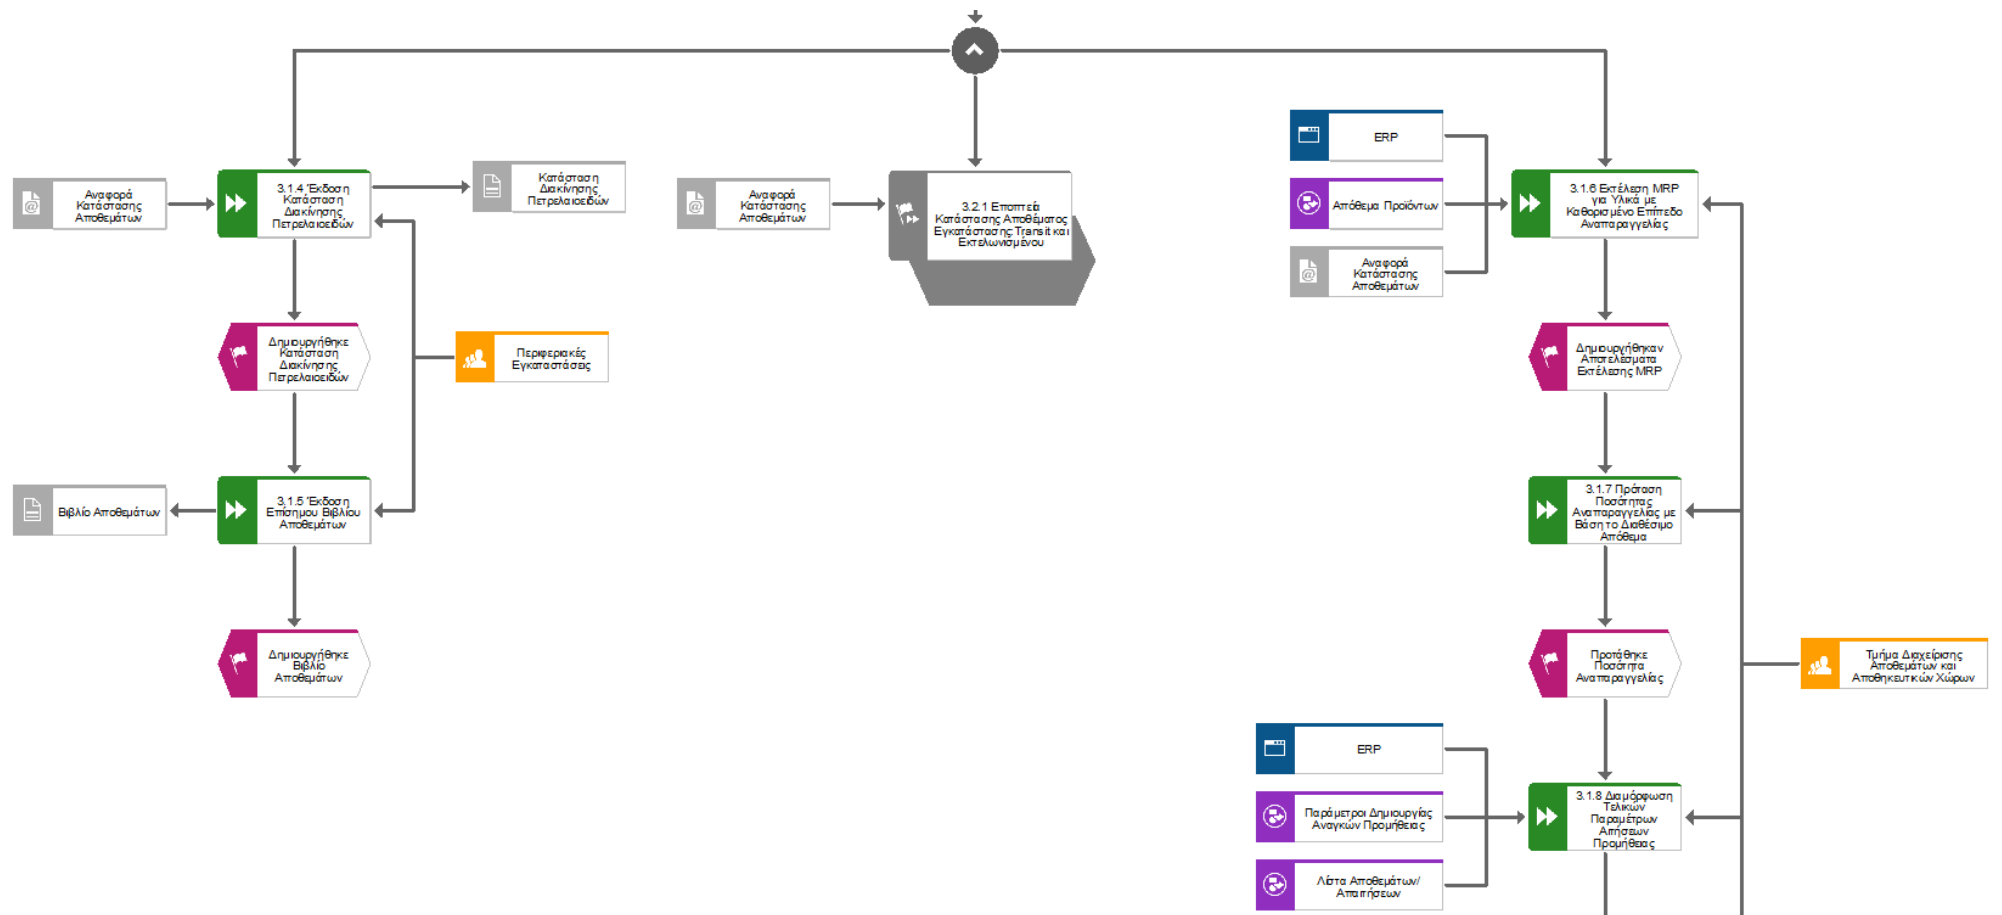 ERP
Αναφορά
Κατάστασης
Αποθεμάτων
3.1.4 Έκδοση
Κατάσταση
Διακίνησης
Πετρελαιοειδών
Κατάσταση
Διακίνησης
Πετρελαιοειδών
Αναφορά
Κατάστασης
Αποθεμάτων
3.2.1 Εποπτεία
Κατάστασης Αποθέματος
Εγκατάστασης Transit και
Εκτελωνισμένου
Απόθεμα Προϊόντων
3.1.6 Εκτέλεση MRP
για Υλικά με
Καθορισμένο Επίπεδο
Αναπαραγγελίας
Αναφορά
Κατάστασης
Αποθεμάτων
Δημιουργήθηκε
Κατάσταση
Διακίνησης
Πετρελαιοειδών
Περιφεριακές
Εγκαταστάσεις
Δημιουργήθηκαν
Αποτελέσματα
Εκτέλεσης MRP
Βιβλίο Αποθεμάτων
3.1.5 Έκδοση
Επίσημου Βιβλίου
Αποθεμάτων
3.1.7 Πρόταση
Ποσότητας
Αναπαραγγελίας με
Βάση το Διαθέσιμο
Απόθεμα
Δημιουργήθηκε
Βιβλίο
Αποθεμάτων
Προτάθηκε
Ποσότητα
Αναπαραγγελίας
Τμήμα Διαχείρισης
Αποθεμάτων και
Αποθηκευτικών Χώρων
ERP
Παράμετροι Δημιουργίας
Αναγκών Προμήθειας
3.1.8 Διαμόρφωση
Τελικών
Παραμέτρων
Αιτήσεων
Προμήθειας
Λίστα Αποθεμάτων/
Απαιτήσεων